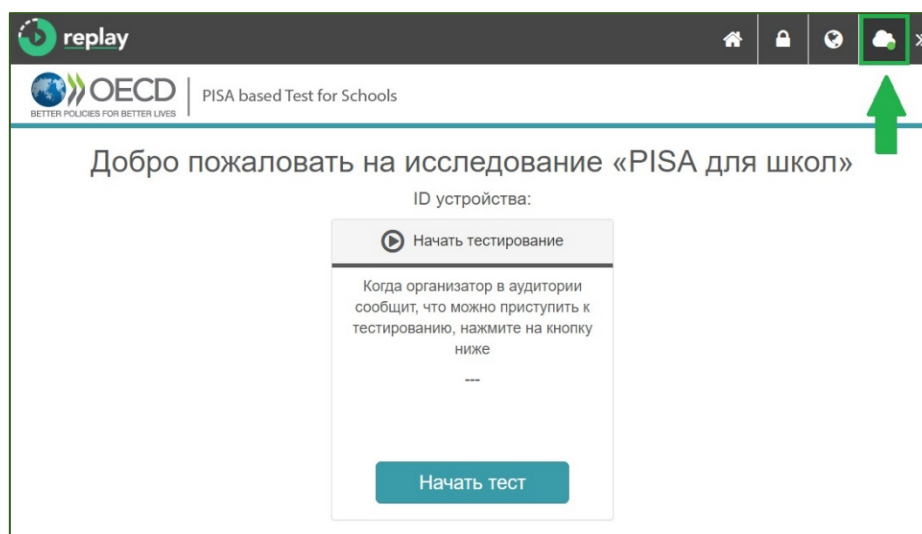 replay
OECD
BETTER POLICIES FOR BETTER LIVES
PISA based Test for Schools
Добро пожаловать на исследование «PISA для школ»
ID устройства:
Начать тестирование
Когда организатор в аудитории
сообщит, что можно приступить к
тестированию, нажмите на кнопку
ниже
---
Начать тест